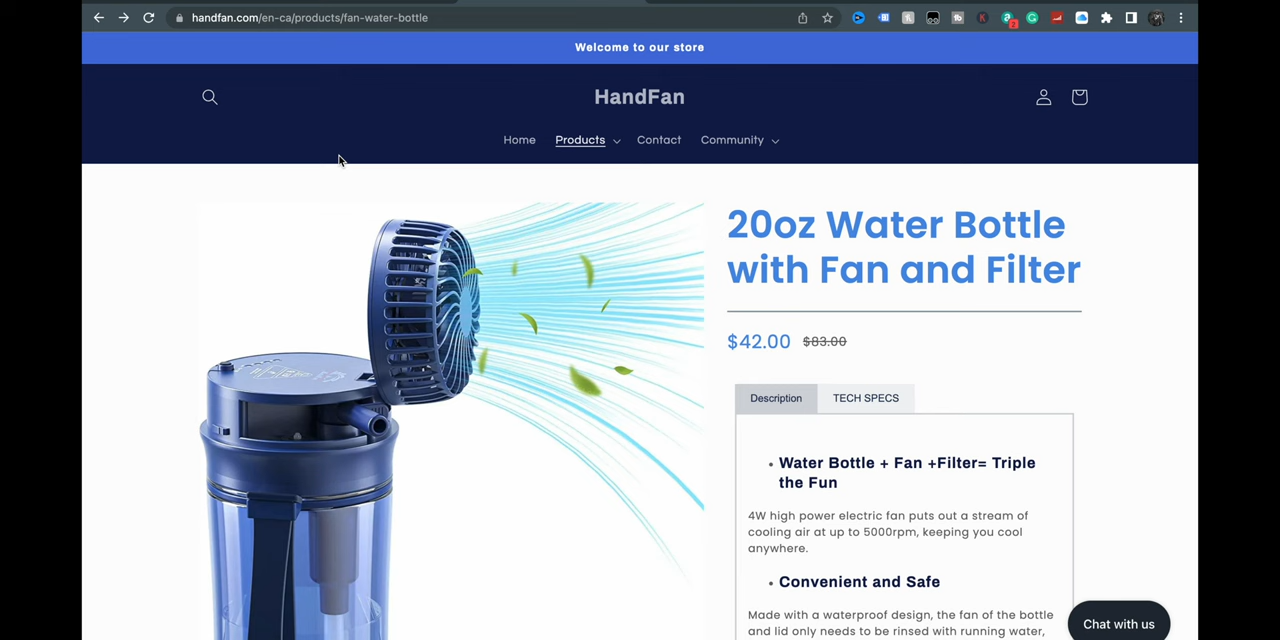 handfan.com/en-ca/products/fan-water-bottle
Welcome to our store
HandFan
Home Products Contact Community
20oz Water Bottle
with Fan and Filter
$42.00 $83.00
Description TECH SPECS
• Water Bottle + Fan +Filter= Triple
the Fun
4W high power electric fan puts out a stream of
cooling air at up to 5000rpm, keeping you cool
anywhere.
• Convenient and Safe
Made with a waterproof design, the fan of the bottle
and lid only needs to be rinsed with running water,
Chat with us